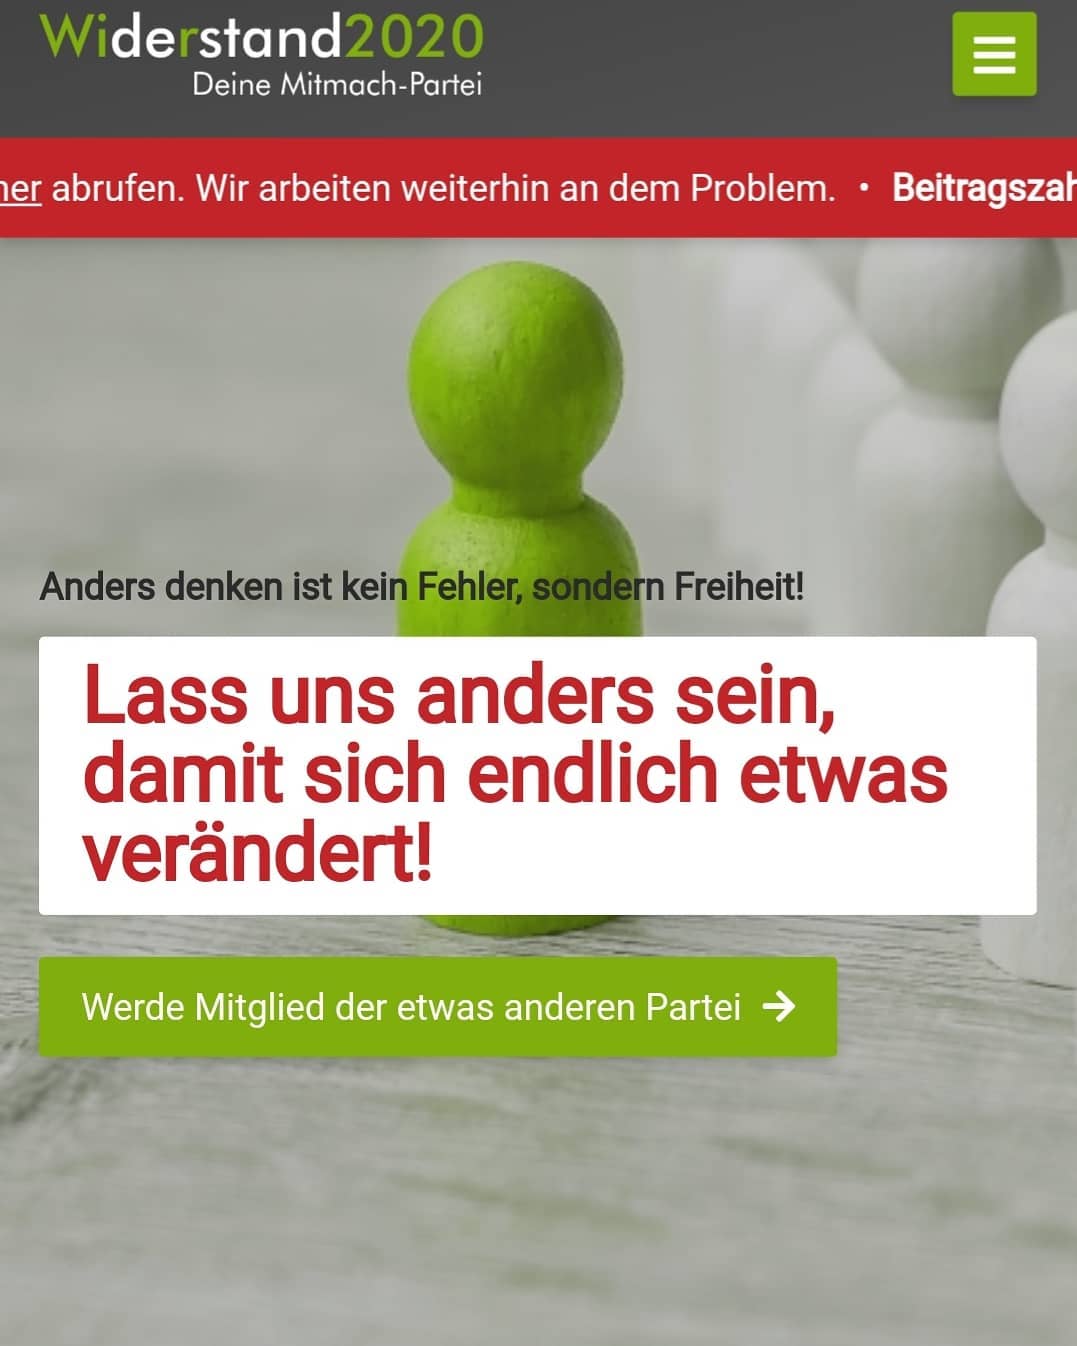 Widerstand2020
Deine Mitmach-Partei
her abrufen. Wir arbeiten weiterhin an dem Problem. • Beitragszah
Anders denken ist kein Fehler, sondern Freiheit!
Lass uns anders sein,
damit sich endlich etwas
verändert!
Werde Mitglied der etwas anderen Partei →